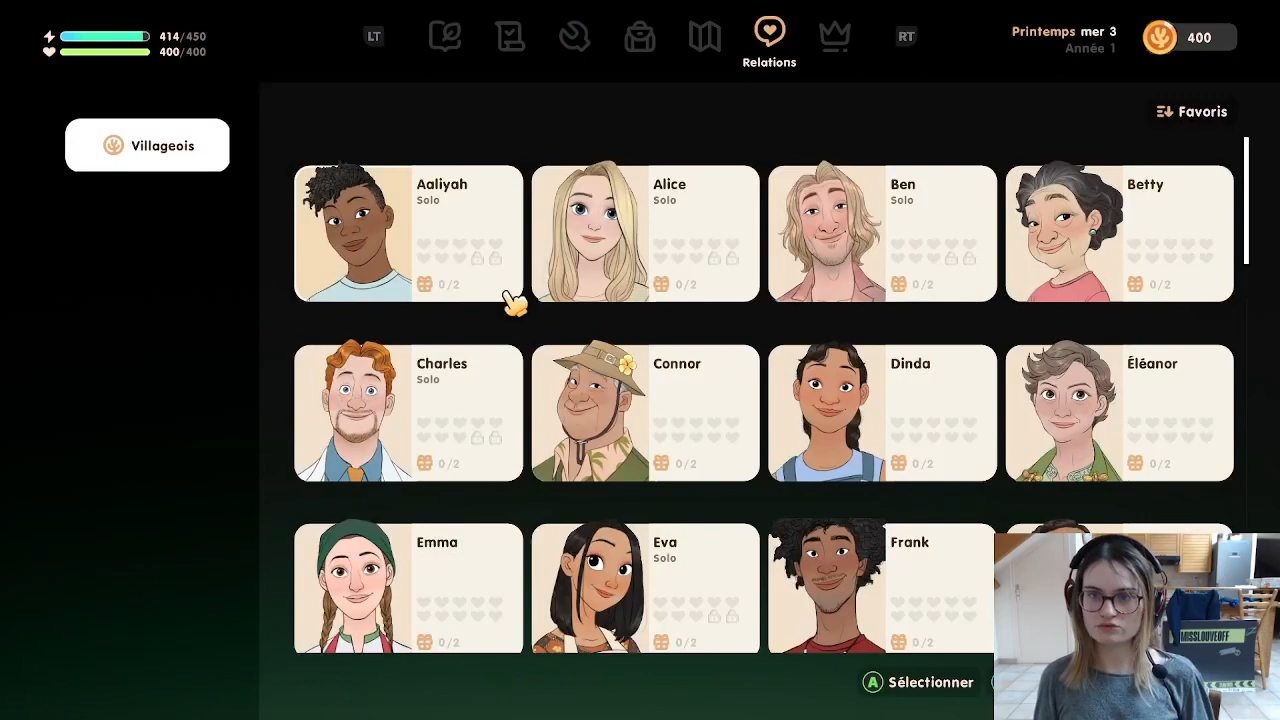 414/450
400/400
LT
Relations
RT
Printemps mer 3
Année 1
400
Villageois
Favoris
Aaliyah
Solo
0/2
Alice
Solo
0/2
Ben
Solo
0/2
Betty
0/2
Charles
Solo
0/2
Connor
0/2
Dinda
0/2
Éléanor
0/2
Emma
0/2
Eva
Solo
0/2
Frank
0/2
A Sélectionner
MISSLOUVEOFF